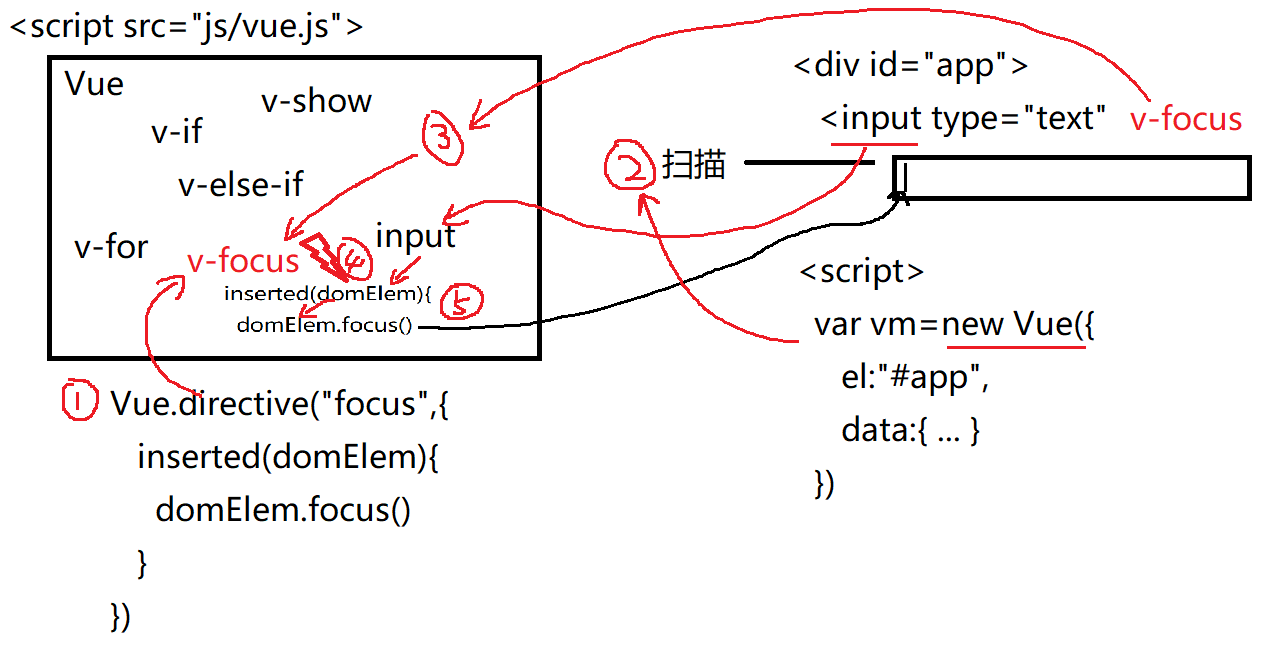 <script src="js/vue.js">
Vue
v-show
v-if
3
v-else-if
v-for
v-focus
4
input
inserted(domElem){
domElem.focus()
5
1 Vue.directive("focus",{
inserted(domElem){
domElem.focus()
}
})
<div id="app">
<input type="text" v-focus
2 扫描
<script>
var vm=new Vue({
el:"#app",
data:{ ... }
})